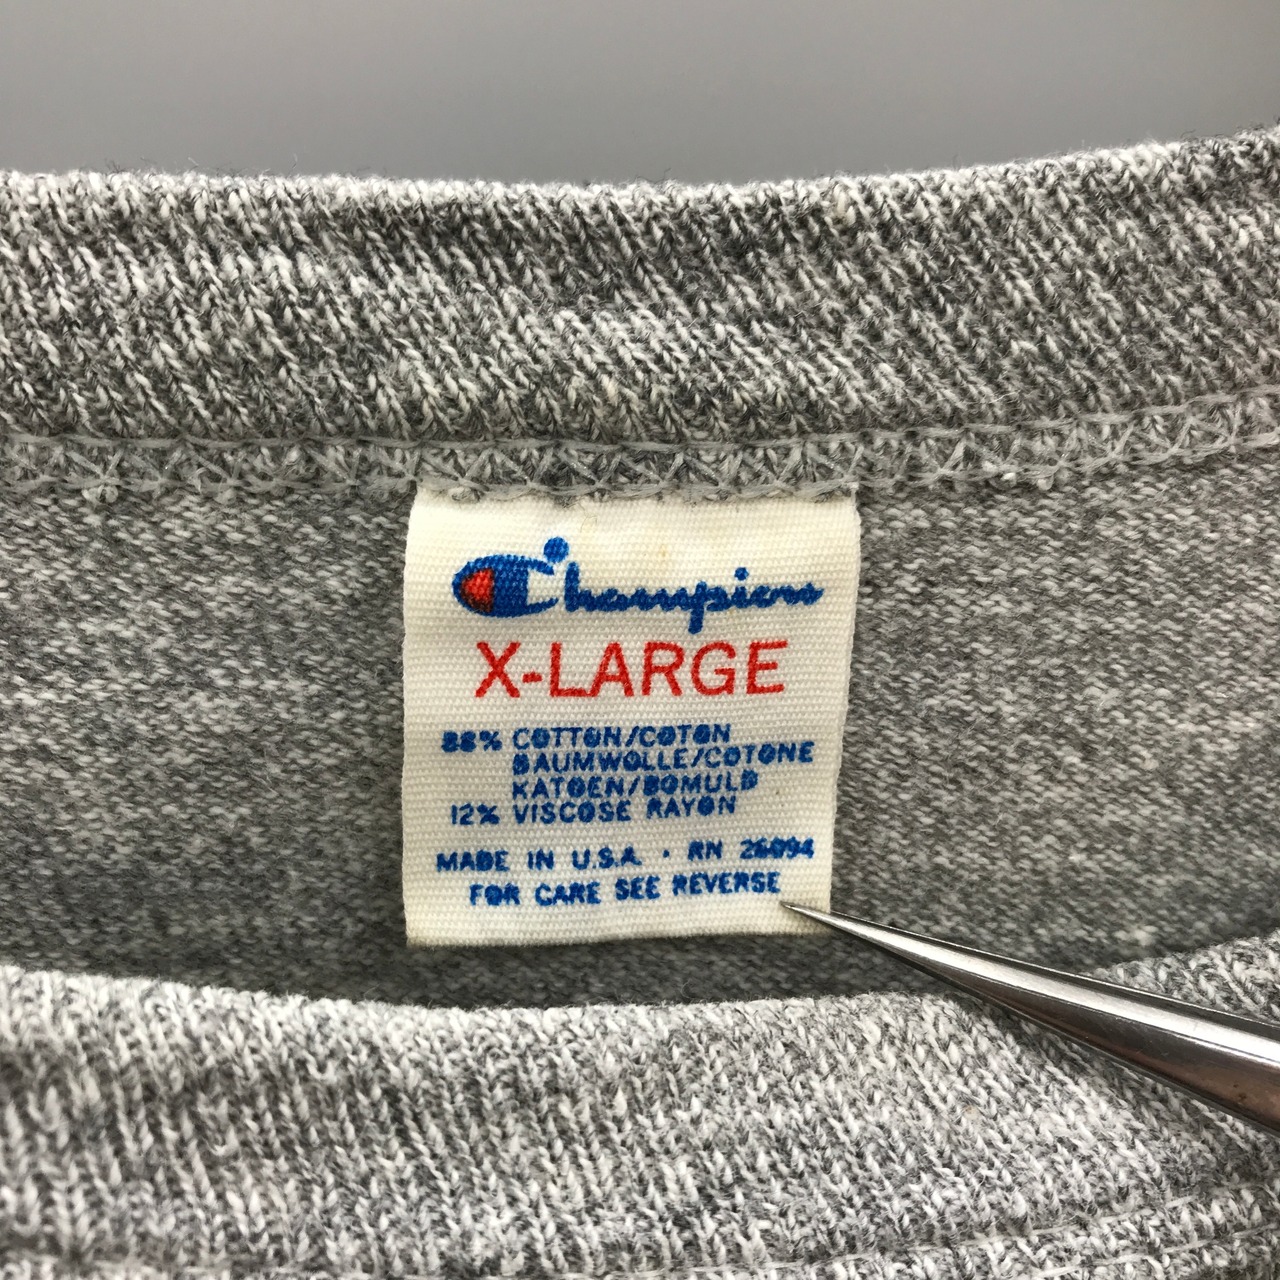 Champion
X-LARGE
88% COTTON/COTON
BAUMWOLLE/COTONE
KATOEN/BOMULD
12% VISCOSE RAYON
MADE IN U.S.A. · RN 26094
FOR CARE SEE REVERSE